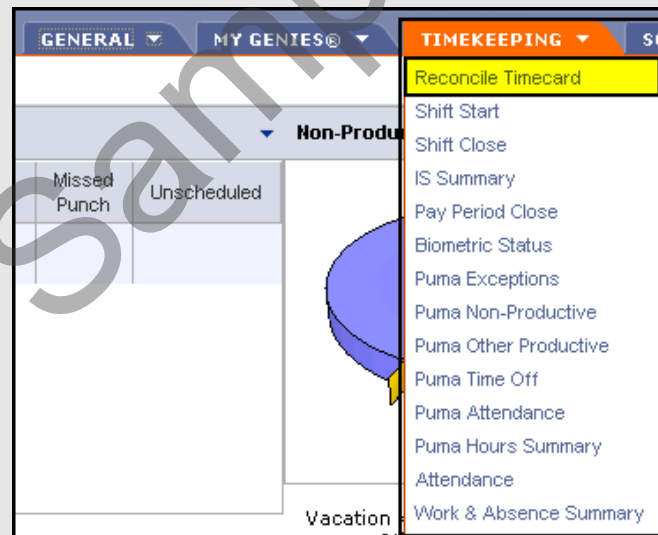 GENERAL
MY GENIES®
TIMEKEEPING
Reconcile Timecard
Shift Start
Shift Close
IS Summary
Pay Period Close
Biometric Status
Puma Exceptions
Puma Non-Productive
Puma Other Productive
Puma Time Off
Puma Attendance
Puma Hours Summary
Attendance
Work & Absence Summary
Missed
Punch
Unscheduled
Vacation